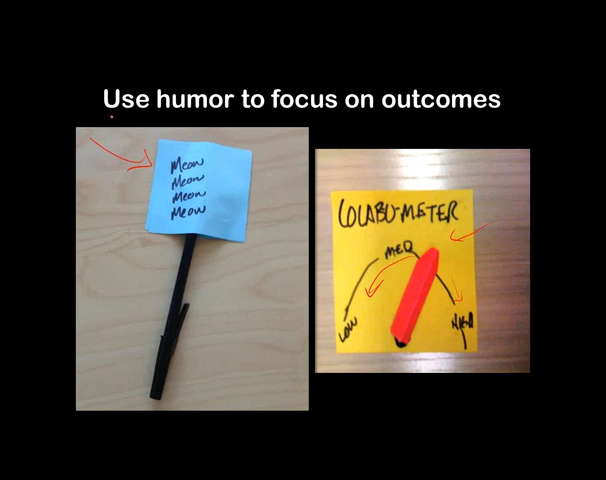 Use humor to focus on outcomes
Meow
Meow
Meow
Meow
COLABO-METER
MED
LOW
HIGH